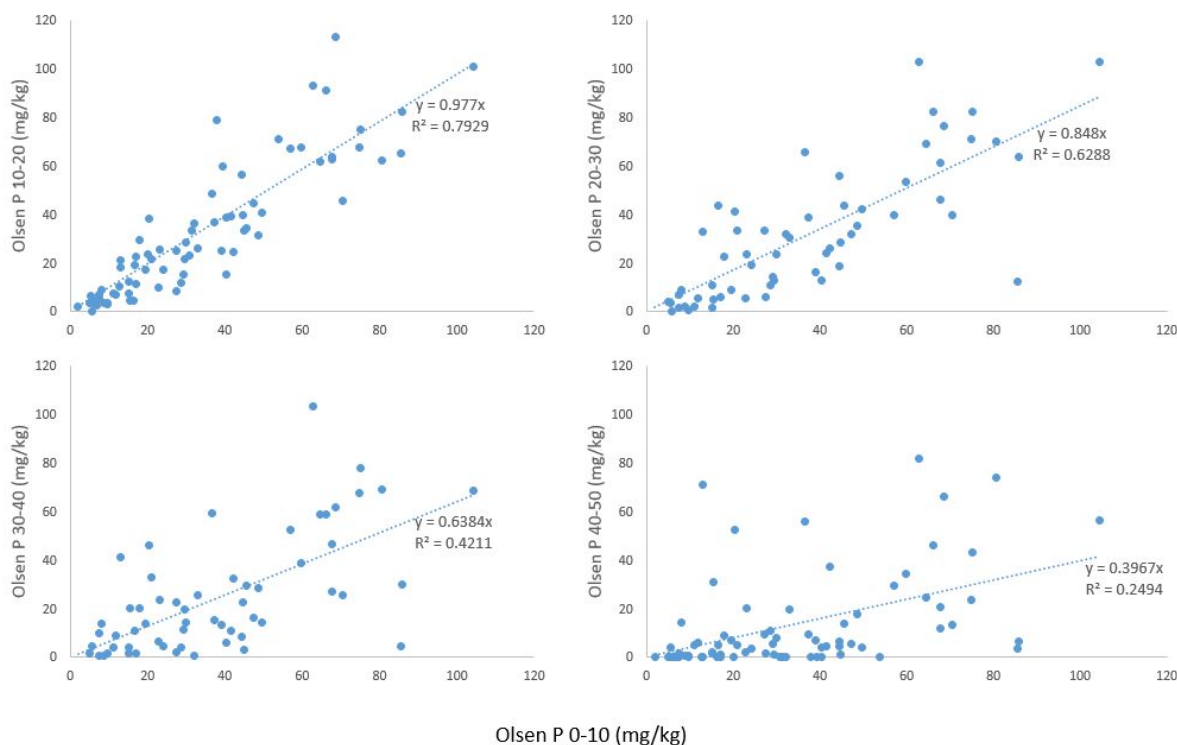 Olsen P 10-20 (mg/kg)
120
100
80
60
40
20
0
0 20 40 60 80 100 120
y = 0.977x
R² = 0.7929
Olsen P 20-30 (mg/kg)
120
100
80
60
40
20
0
0 20 40 60 80 100 120
y = 0.848x
R² = 0.6288
Olsen P 30-40 (mg/kg)
120
100
80
60
40
20
0
0 20 40 60 80 100 120
y = 0.6384x
R² = 0.4211
Olsen P 40-50 (mg/kg)
120
100
80
60
40
20
0
0 20 40 60 80 100 120
y = 0.3967x
R² = 0.2494
Olsen P 0-10 (mg/kg)